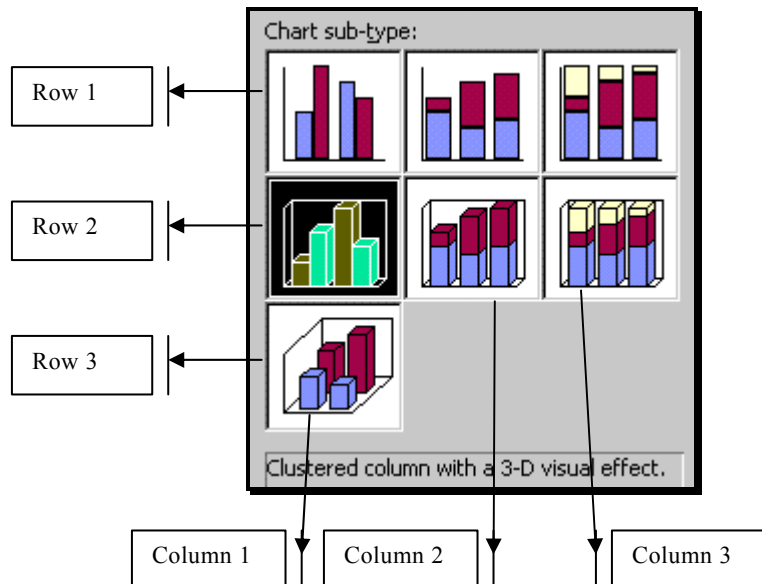 Chart sub-type:
Row 1
Row 2
Row 3
Clustered column with a 3-D visual effect.
Column 1
Column 2
Column 3